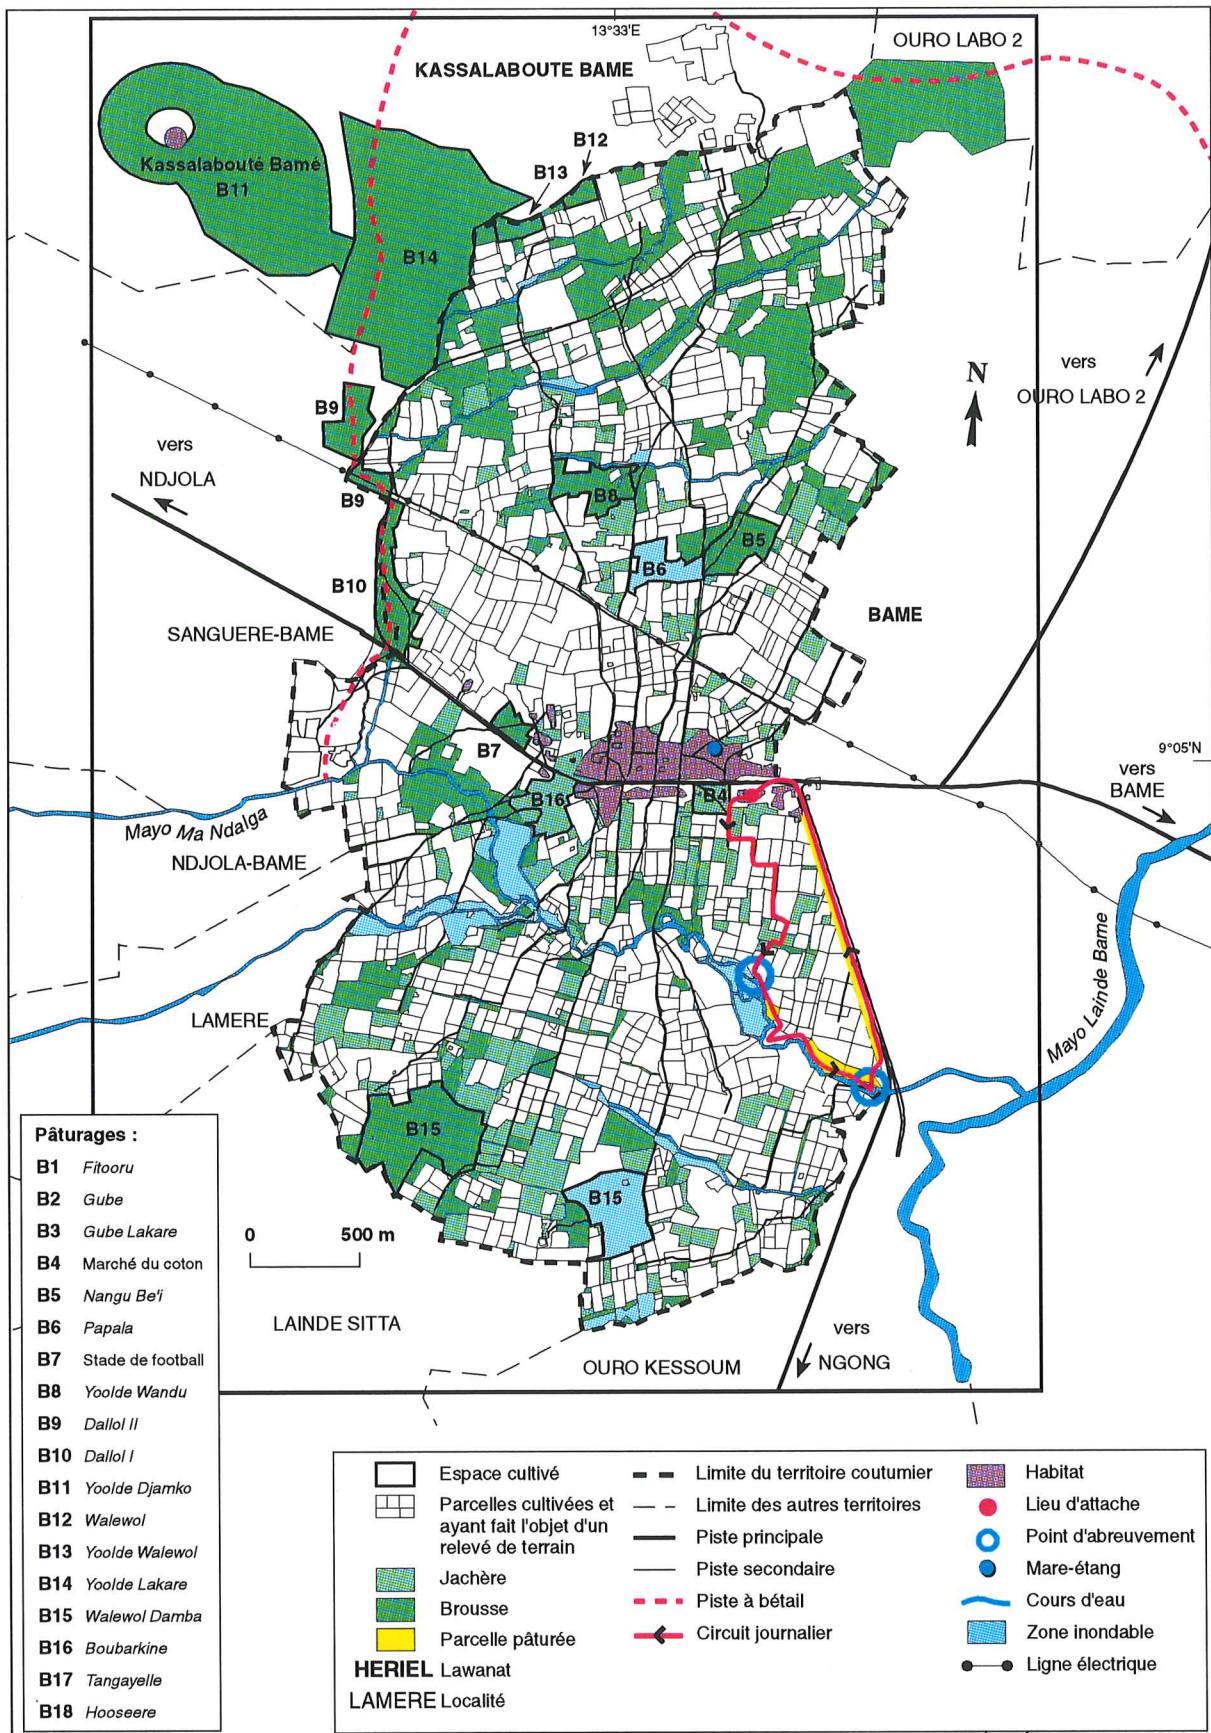 13°33'E
OURO LABO 2
KASSALABOUTE BAME
B12
B13
Kassalabouté Bamé
B11
B14
N
vers
OURO LABO 2
B9
vers
NDJOLA
B9
B8
B5
B6
B10
BAME
SANGUERE-BAME
B7
9°05'N
vers
BAME
B16
B4
Mayo Ma Ndalga
NDJOLA-BAME
Mayo Lainde Bame
LAMERE
B15
B15
0 500 m
LAINDE SITTA
OURO KESSOUM
vers
NGONG
Pâturages :
B1 Fitooru
B2 Gube
B3 Gube Lakare
B4 Marché du coton
B5 Nangu Be'i
B6 Papala
B7 Stade de football
B8 Yoolde Wandu
B9 Dallol II
B10 Dallol I
B11 Yoolde Djamko
B12 Walewol
B13 Yoolde Walewol
B14 Yoolde Lakare
B15 Walewol Damba
B16 Boubarkine
B17 Tangayelle
B18 Hooseere
Espace cultivé
Parcelles cultivées et
ayant fait l'objet d'un
relevé de terrain
Jachère
Brousse
Parcelle pâturée
HERIEL Lawanat
LAMERE Localité
Limite du territoire coutumier
Limite des autres territoires
Piste principale
Piste secondaire
Piste à bétail
Circuit journalier
Habitat
Lieu d'attache
Point d'abreuvement
Mare-étang
Cours d'eau
Zone inondable
Ligne électrique